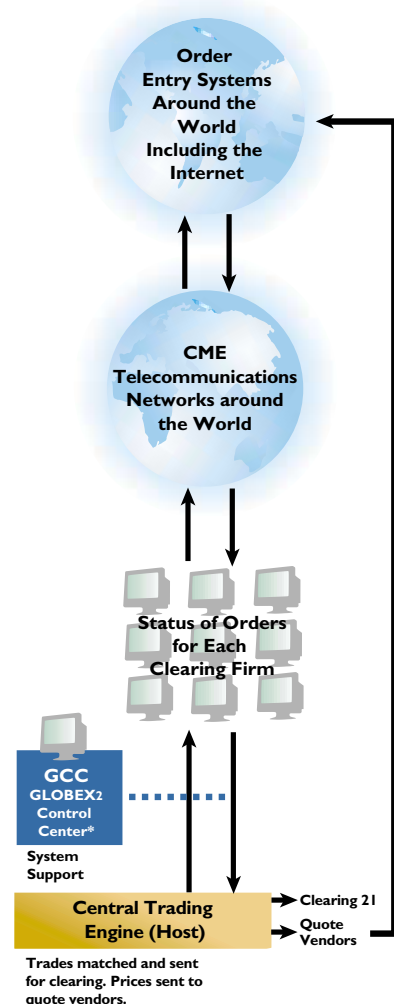 Order
Entry Systems
Around the
World
Including the
Internet
CME
Telecommunications
Networks around
the World
Status of Orders
for Each
Clearing Firm
GCC
GLOBEX2
Control
Center*
System
Support
Central Trading
Engine (Host)
Clearing 21
Quote
Vendors
Trades matched and sent
for clearing. Prices sent to
quote vendors.